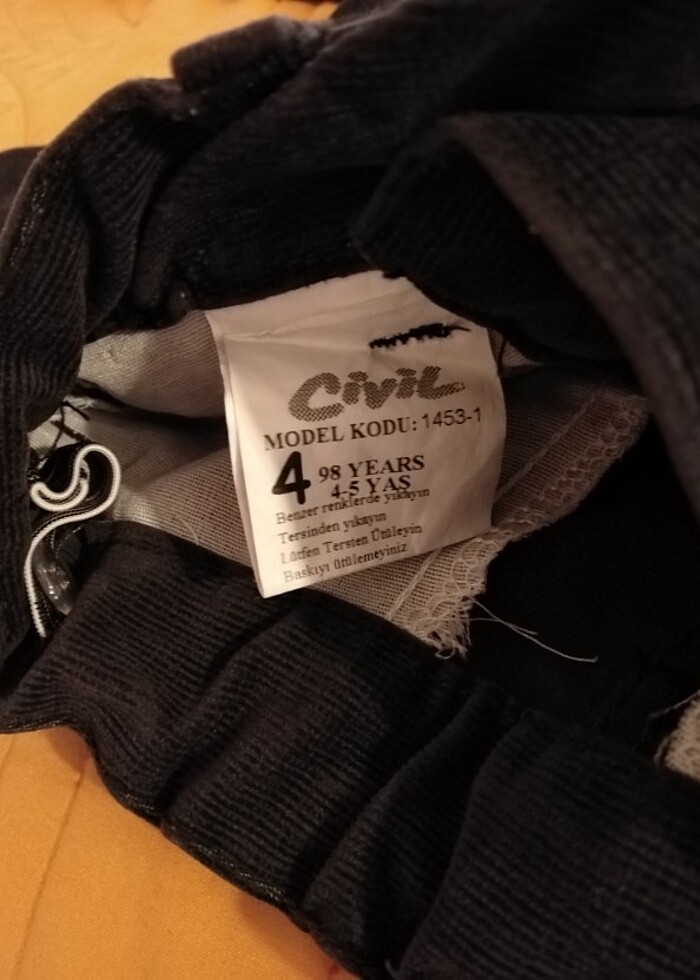 Civil
MODEL KODU: 1453-1
4 98 YEARS
4-5 YAŞ
Benzer renklerde yıkayın
Tersinden yıkayın
Lütfen Tersten Ütüleyin
Baskıyı ütülemeyiniz